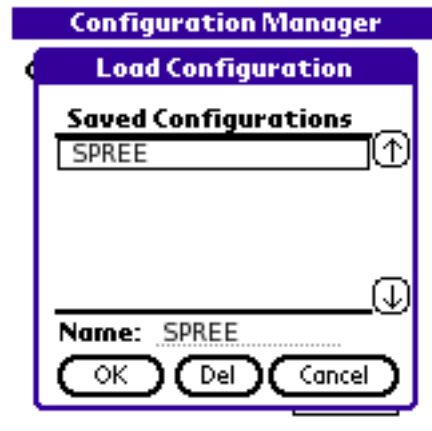 Configuration Manager
Load Configuration
Saved Configurations
SPREE
Name: SPREE
OK Del Cancel